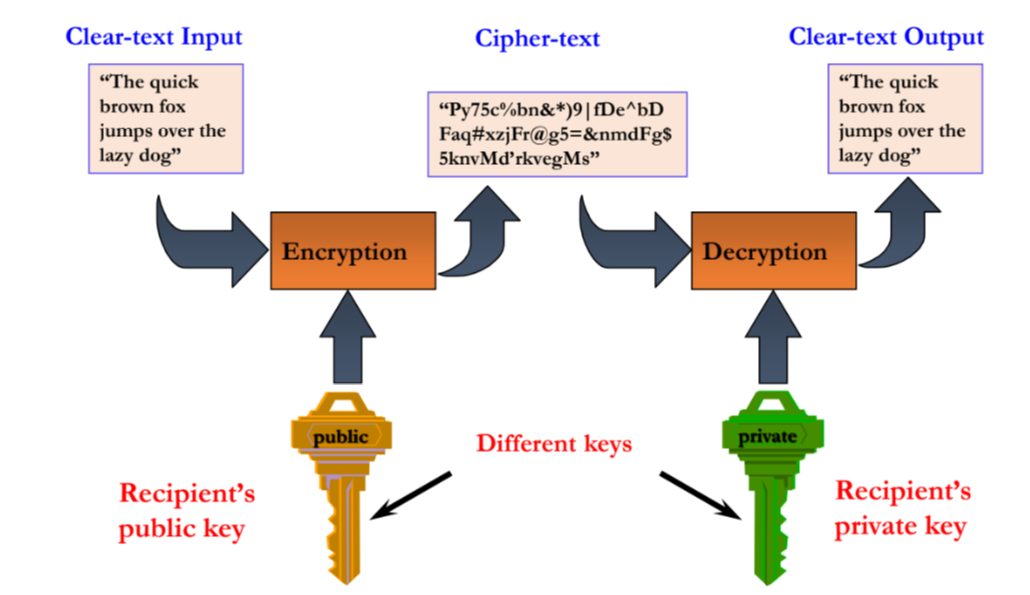 Clear-text Input
Cipher-text
Clear-text Output
“The quick
brown fox
jumps over the
lazy dog”
“Py75c%bn&*)9|fDe^bD
Faq#xzjFr@g5=&nmdFg$
5knvMd’rkvegMs”
“The quick
brown fox
jumps over the
lazy dog”
Encryption
Decryption
public
Different keys
private
Recipient’s
public key
Recipient’s
private key